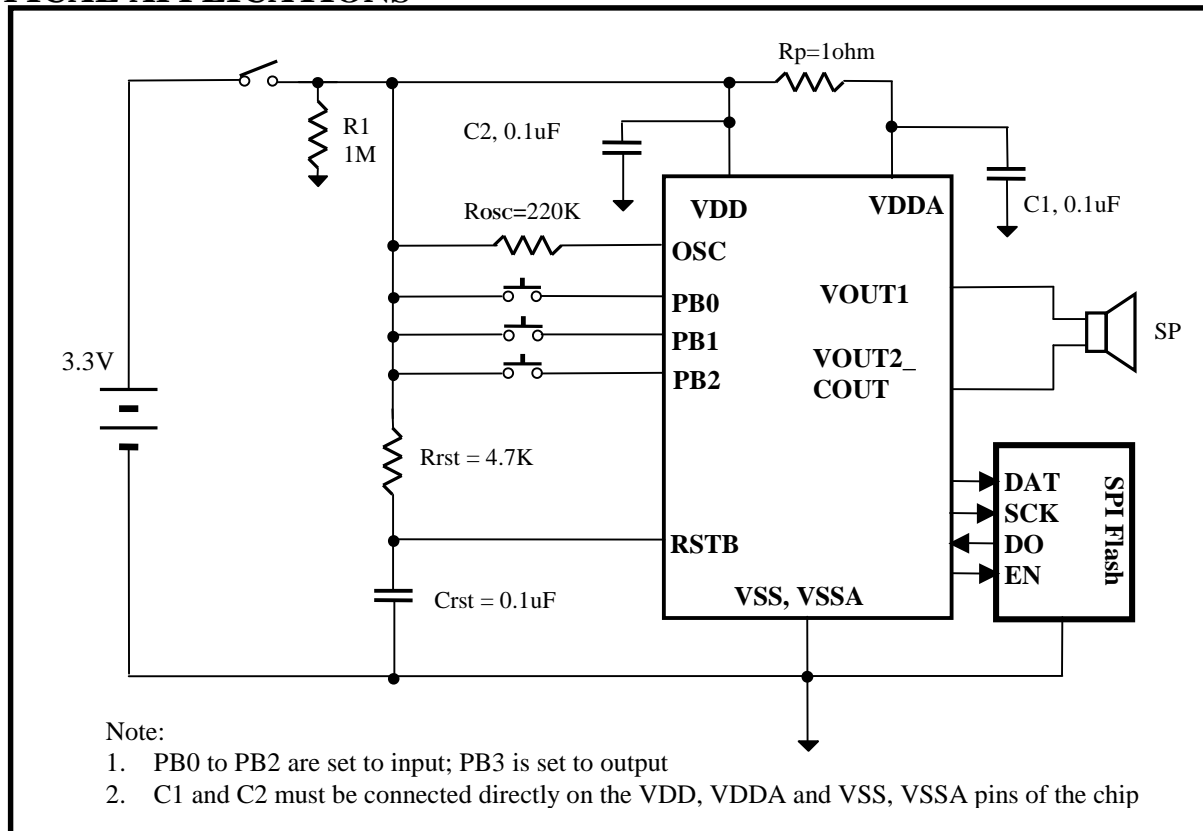 Rp=1ohm
R1
1M
C2, 0.1uF
C1, 0.1uF
VDD
VDDA
Rosc=220K
OSC
PB0
PB1
PB2
VOUT1
VOUT2_
COUT
SP
3.3V
Rrst = 4.7K
RSTB
Crst = 0.1uF
VSS, VSSA
DAT
SCK
DO
EN
SPI Flash
Note:
1. PB0 to PB2 are set to input; PB3 is set to output
2. C1 and C2 must be connected directly on the VDD, VDDA and VSS, VSSA pins of the chip